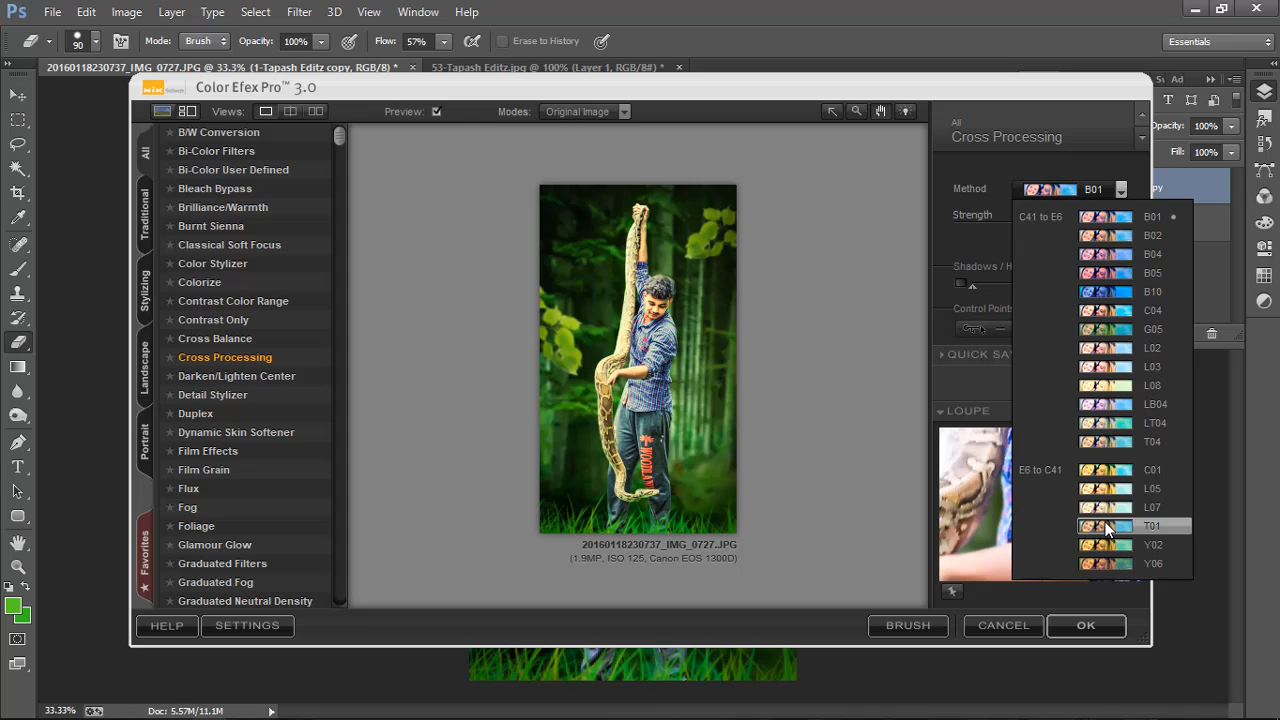 Ps File Edit Image Layer Type Select Filter 3D View Window Help
90 Mode: Brush Opacity: 100% Flow: 57% Erase to History Essentials
20160118230737_IMG_0727.JPG @ 33.3% (1-Tapash Editz copy, RGB/8) * × 53-Tapash Editz.jpg @ 100% (Layer 1, RGB/8#) * ×
nik Software Color Efex Pro™ 3.0
Views: Preview: Modes: Original Image
All
Traditional
Stylizing
Landscape
Portrait
Favorites
B/W Conversion
Bi-Color Filters
Bi-Color User Defined
Bleach Bypass
Brilliance/Warmth
Burnt Sienna
Classical Soft Focus
Color Stylizer
Colorize
Contrast Color Range
Contrast Only
Cross Balance
Cross Processing
Darken/Lighten Center
Detail Stylizer
Duplex
Dynamic Skin Softener
Film Effects
Film Grain
Flux
Fog
Foliage
Glamour Glow
Graduated Filters
Graduated Fog
Graduated Neutral Density
20160118230737_IMG_0727.JPG
(1.9MP, ISO 125, Canon EOS 1300D)
All
Cross Processing
Method B01
Strength
Shadows / H
Control Points
QUICK SA
LOUPE
C41 to E6 B01
B02
B04
B05
B10
C04
G05
L02
L03
L08
LB04
LT04
T04
E6 to C41 C01
L05
L07
T01
Y02
Y06
Ad
Opacity: 100%
Fill: 100%
py
HELP SETTINGS BRUSH CANCEL OK
33.33% Doc: 5.57M/11.1M